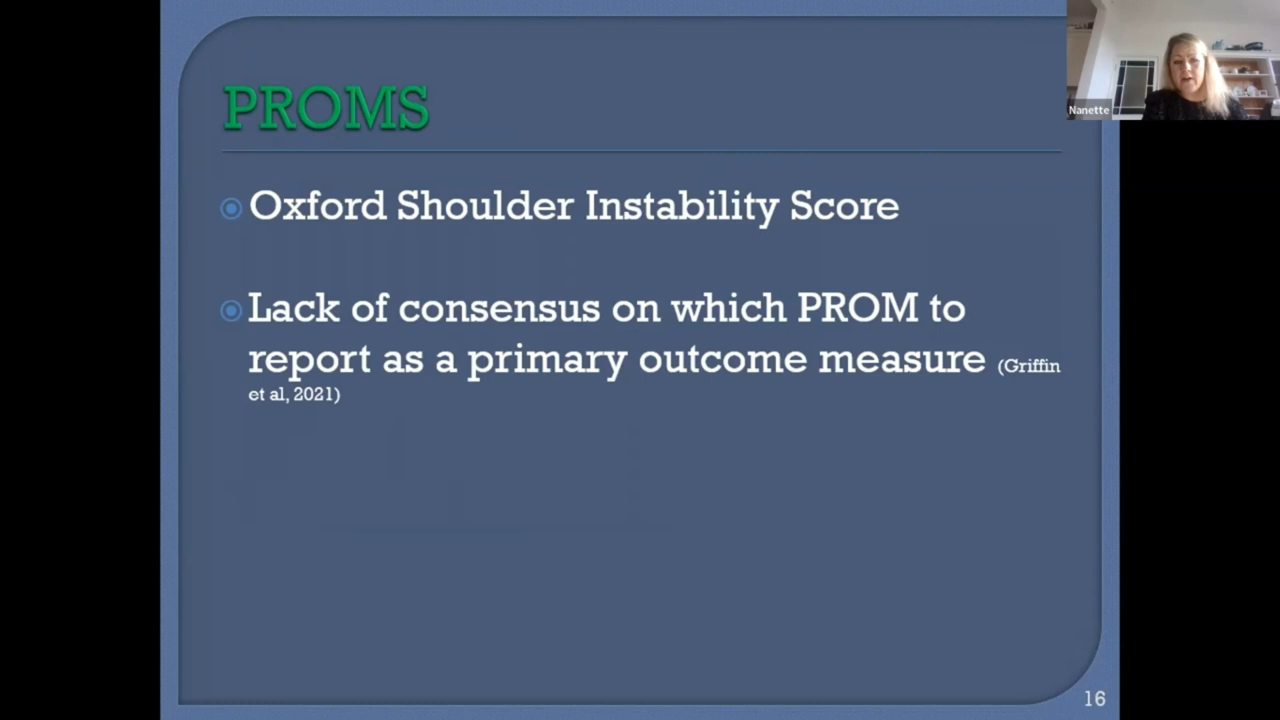 PROMS
Nanette
Oxford Shoulder Instability Score
Lack of consensus on which PROM to
report as a primary outcome measure (Griffin
et al, 2021)
16